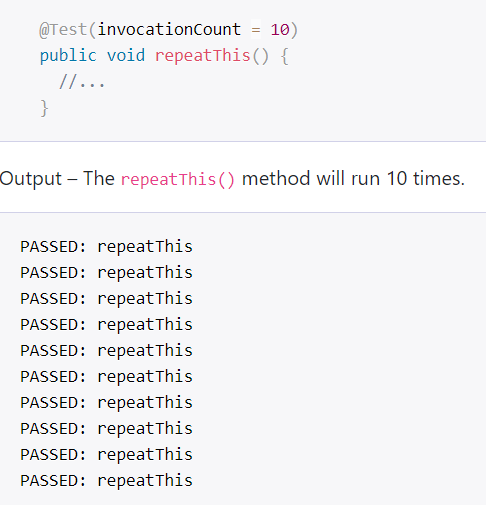 @Test(invocationCount = 10)
public void repeatThis() {
  //...
}
Output – The repeatThis() method will run 10 times.
PASSED: repeatThis
PASSED: repeatThis
PASSED: repeatThis
PASSED: repeatThis
PASSED: repeatThis
PASSED: repeatThis
PASSED: repeatThis
PASSED: repeatThis
PASSED: repeatThis
PASSED: repeatThis